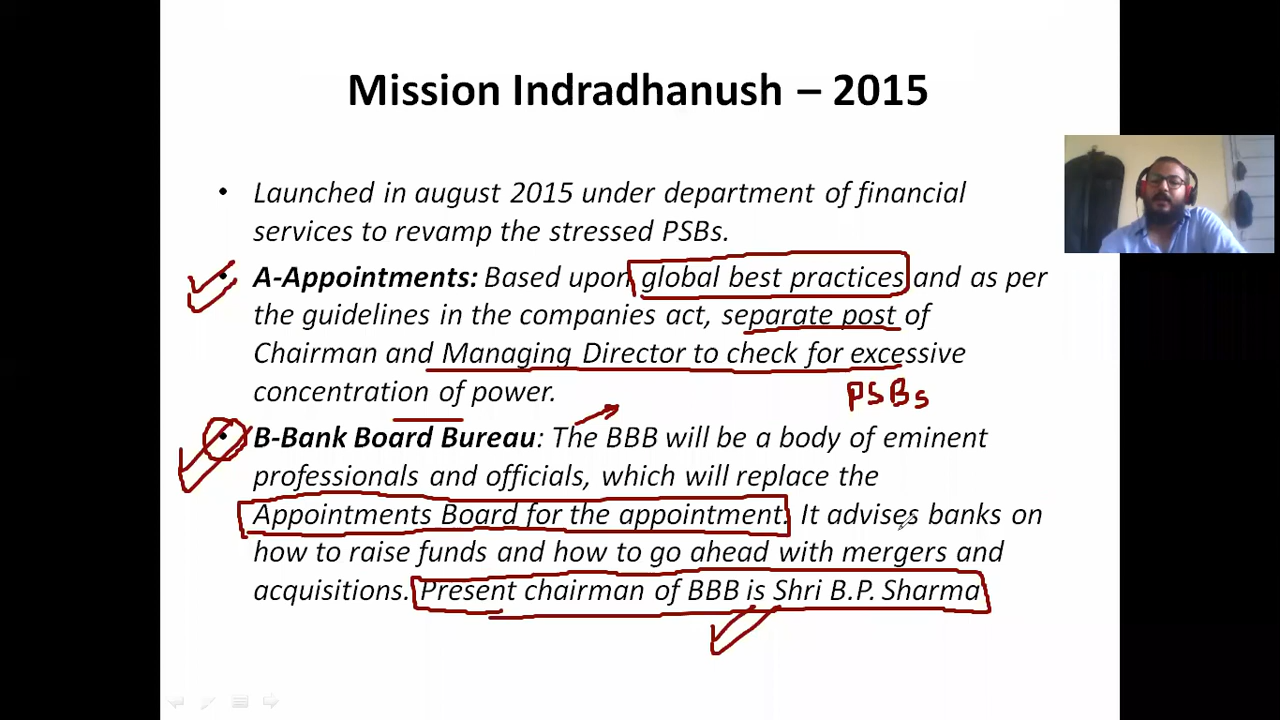 Mission Indradhanush – 2015
• Launched in august 2015 under department of financial
services to revamp the stressed PSBs.
• A-Appointments: Based upon global best practices and as per
the guidelines in the companies act, separate post of
Chairman and Managing Director to check for excessive
concentration of power.
PSBs
• B-Bank Board Bureau: The BBB will be a body of eminent
professionals and officials, which will replace the
Appointments Board for the appointment. It advises banks on
how to raise funds and how to go ahead with mergers and
acquisitions. Present chairman of BBB is Shri B.P. Sharma